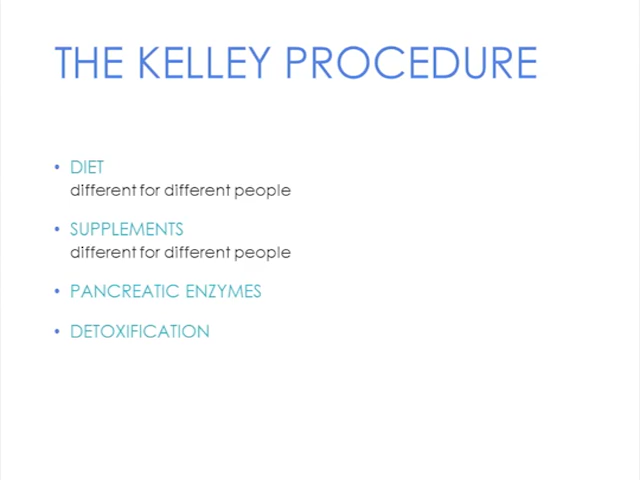 THE KELLEY PROCEDURE
• DIET
different for different people
• SUPPLEMENTS
different for different people
• PANCREATIC ENZYMES
• DETOXIFICATION